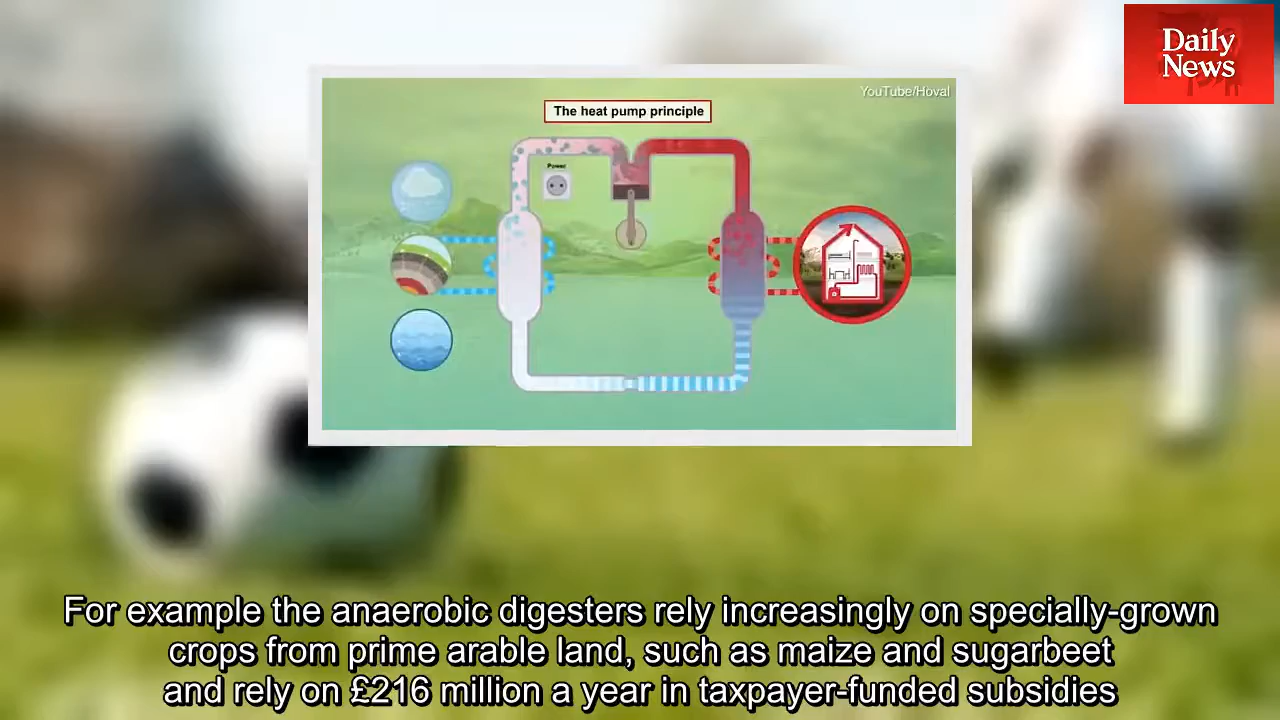 Daily
News
YouTube/Hoval
The heat pump principle
Power
For example the anaerobic digesters rely increasingly on specially-grown
crops from prime arable land, such as maize and sugarbeet
and rely on £216 million a year in taxpayer-funded subsidies